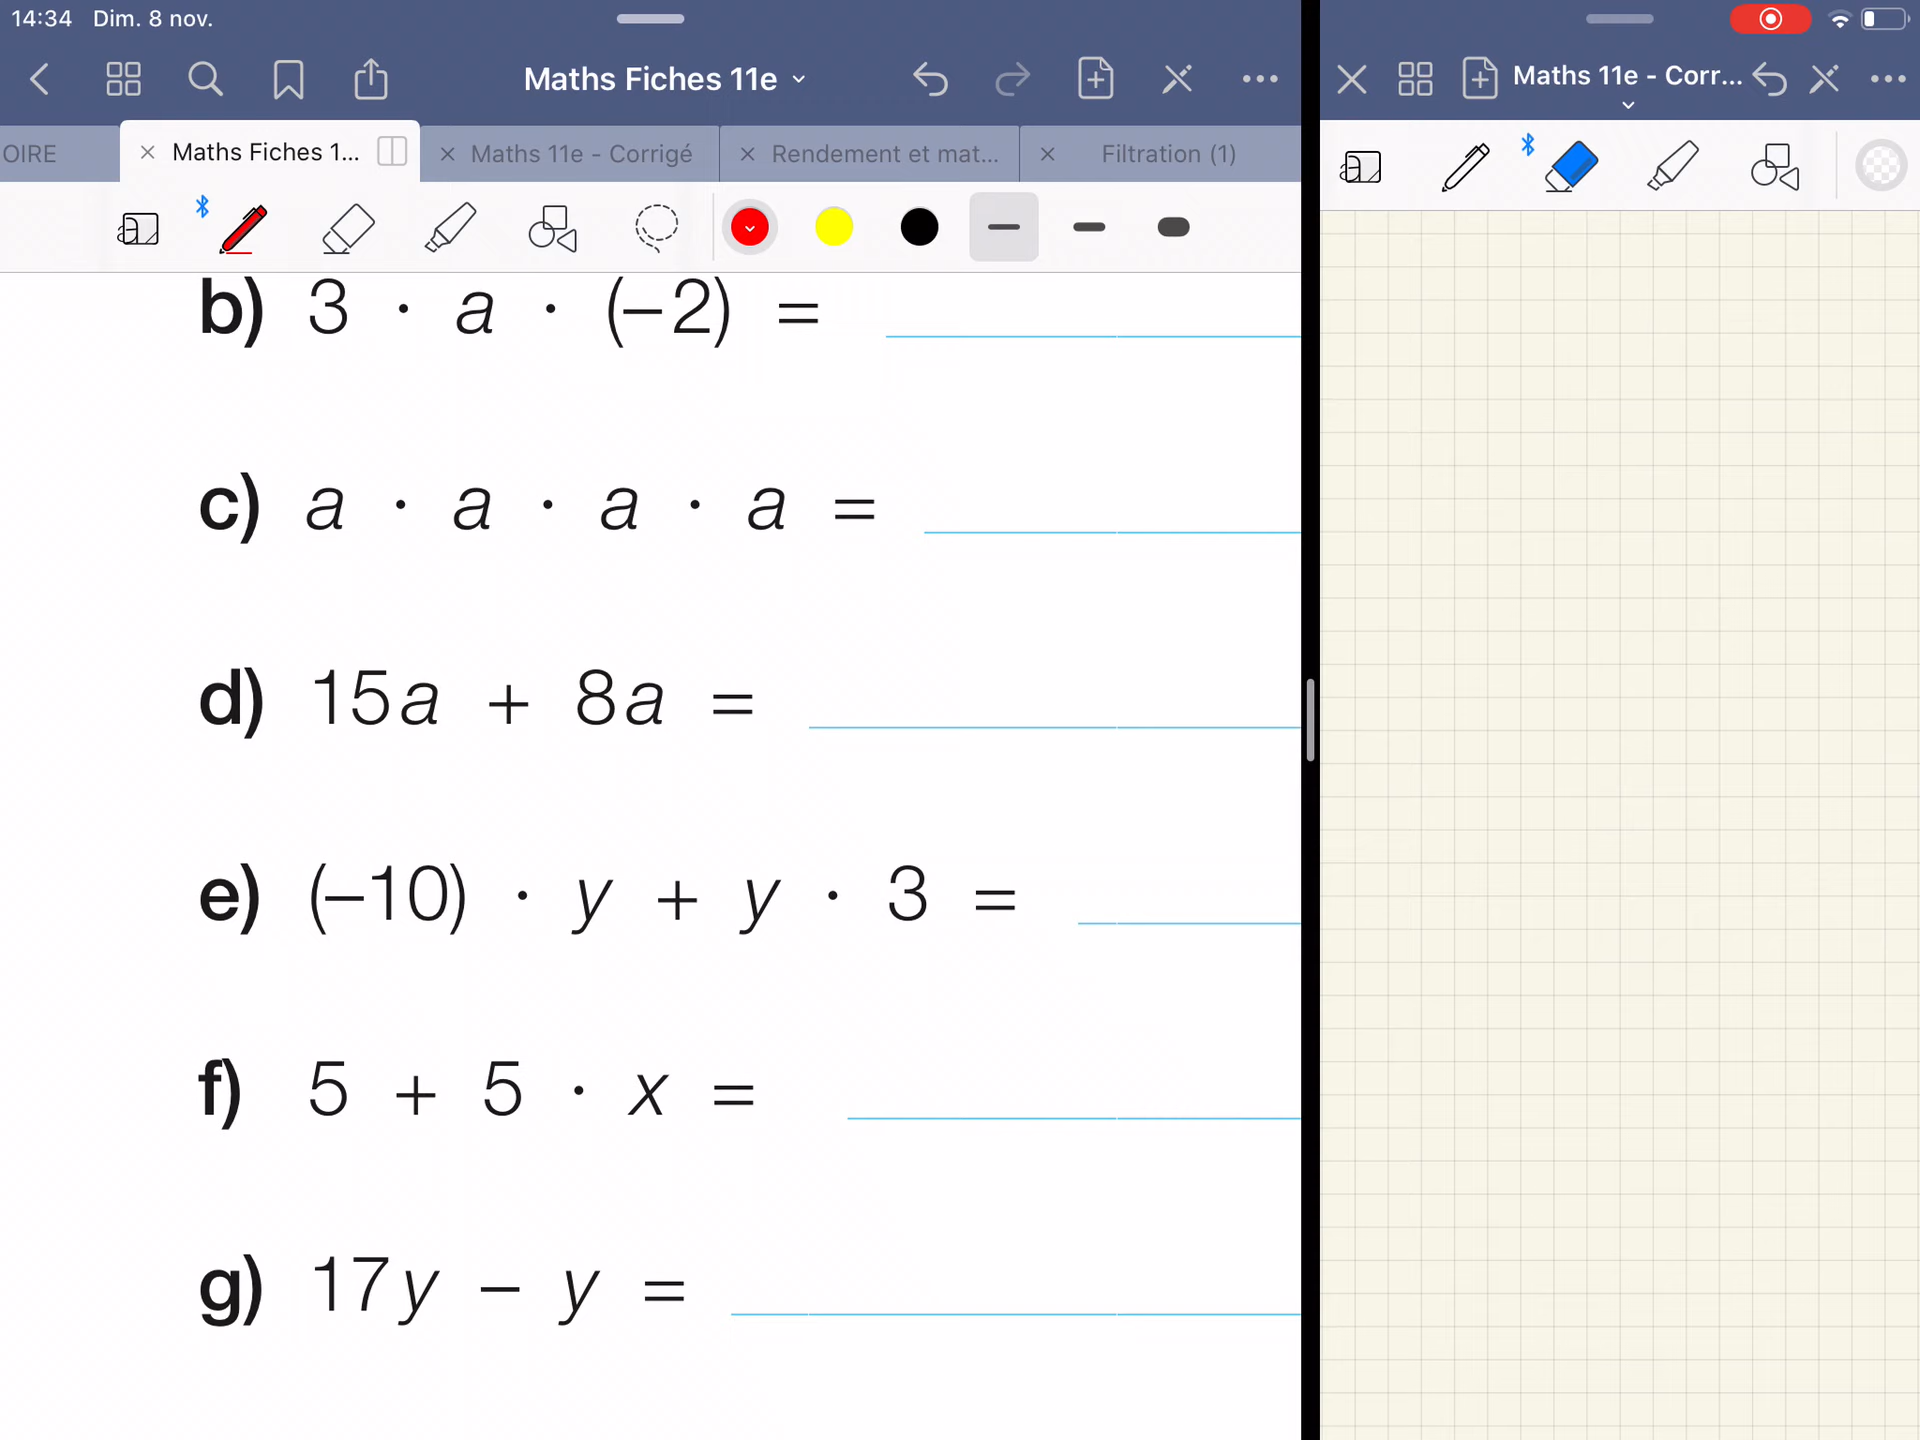 14:34 Dim. 8 nov.
Maths Fiches 11e
Maths 11e - Corr...
OIRE
Maths Fiches 1...
Maths 11e - Corrigé
Rendement et mat...
Filtration (1)
b) 3 · a · (–2) =
c) a · a · a · a =
d) 15a + 8a =
e) (–10) · y + y · 3 =
f) 5 + 5 · x =
g) 17y – y =